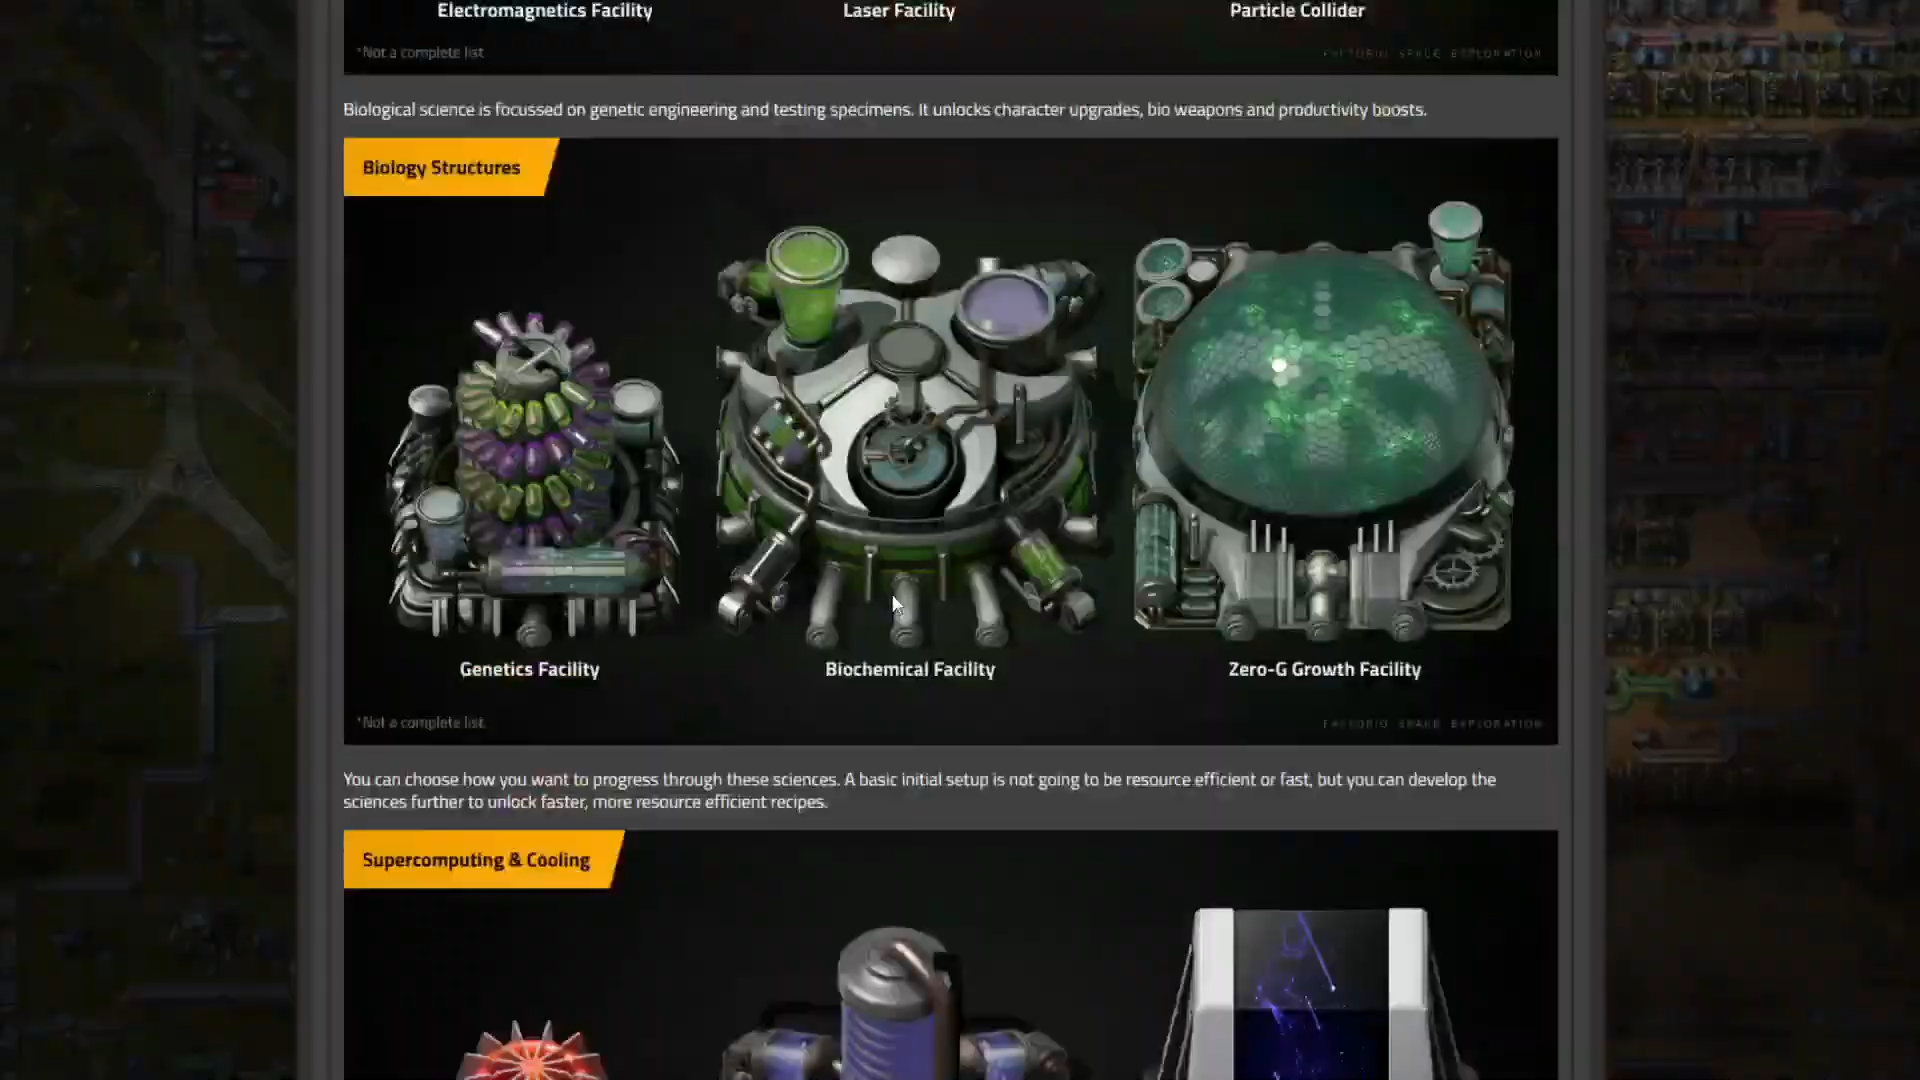 Electromagnetics Facility
Laser Facility
Particle Collider
*Not a complete list
FACTORIO SPACE EXPLORATION
Biological science is focussed on genetic engineering and testing specimens. It unlocks character upgrades, bio weapons and productivity boosts.
Biology Structures
Genetics Facility
Biochemical Facility
Zero-G Growth Facility
*Not a complete list.
FACTORIO SPACE EXPLORATION
You can choose how you want to progress through these sciences. A basic initial setup is not going to be resource efficient or fast, but you can develop the
sciences further to unlock faster, more resource efficient recipes.
Supercomputing & Cooling